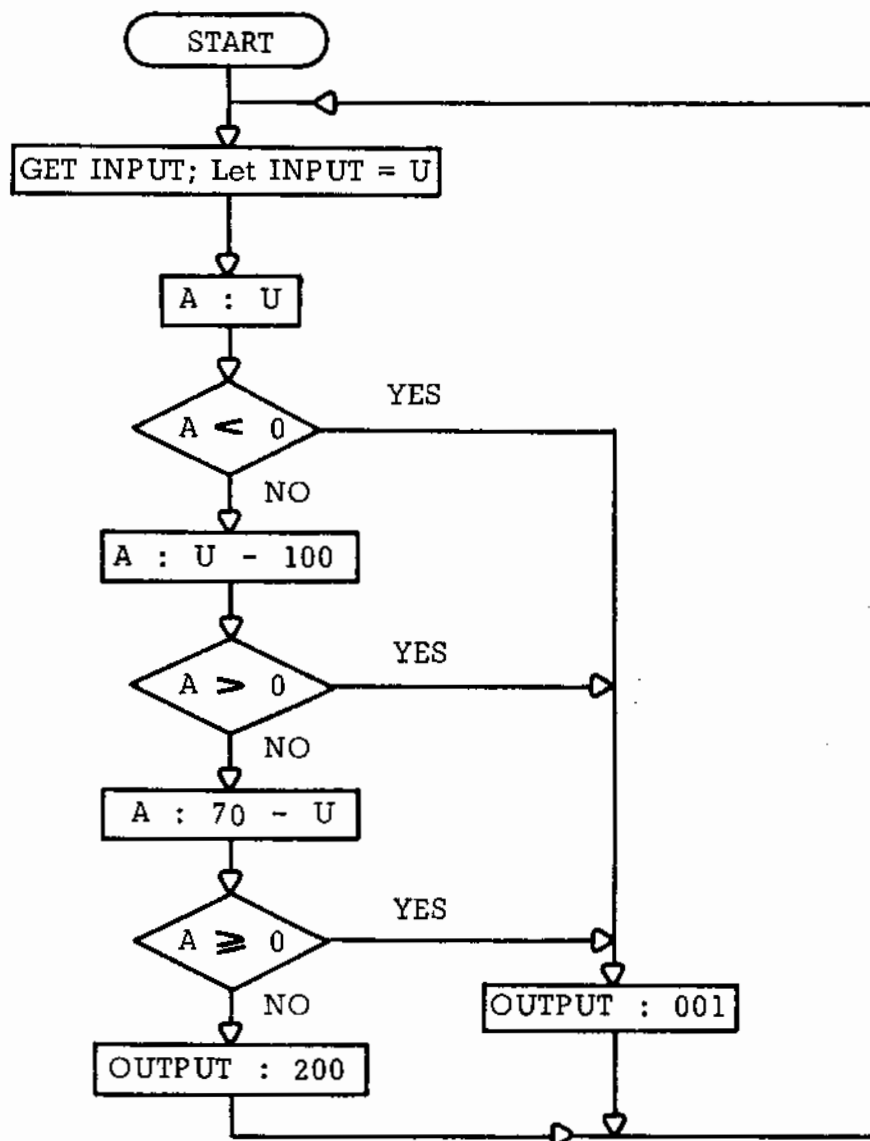 START
GET INPUT; Let INPUT = U
A : U
A < 0
YES
NO
A : U - 100
A > 0
YES
NO
A : 70 - U
A ≧ 0
YES
NO
OUTPUT : 001
OUTPUT : 200